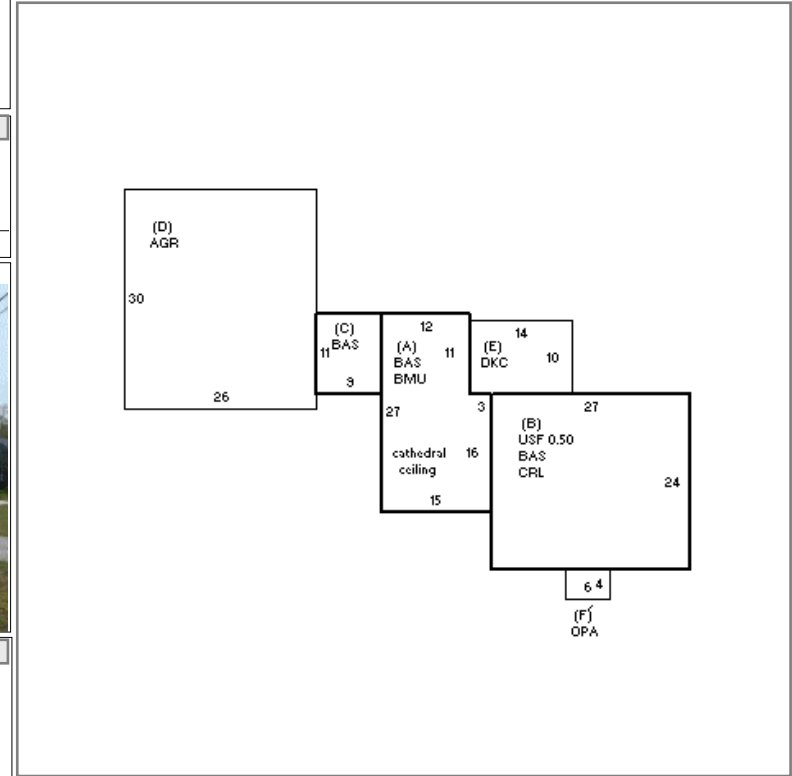 (D)
AGR
30
26
(C)
BAS
11
9
12
(A)
BAS
BMU
11
27
3
cathedral
ceiling
16
15
14
(E)
DKC
10
27
(B)
USF 0.50
BAS
CRL
24
6 4
(F)
OPA